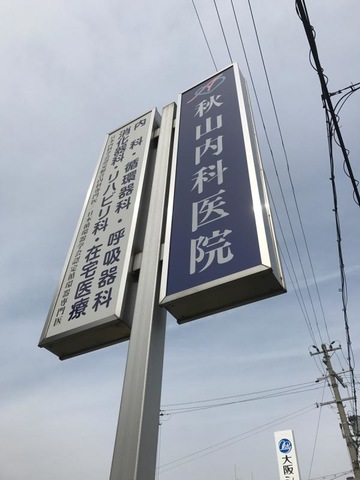 秋山内科医院
内科・循環器科・呼吸器科
消化器科・リハビリ科・在宅医療
大阪シ